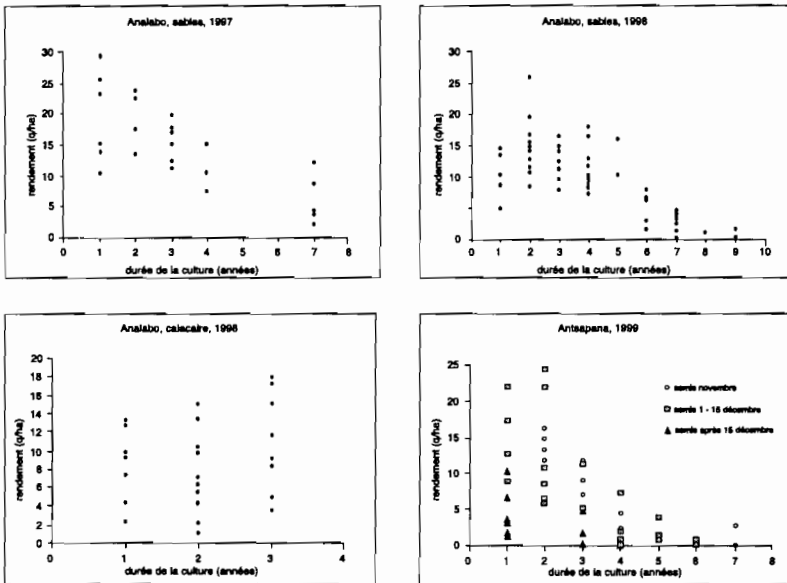 Analabo, sables, 1997
rendement (q/ha)
30
25
20
15
10
5
0
0 1 2 3 4 5 6 7 8
durée de la culture (années)
Analabo, sables, 1998
rendement (q/ha)
30
25
20
15
10
5
0
0 1 2 3 4 5 6 7 8 9 10
durée de la culture (années)
Analabo, calacaire, 1998
rendement (q/ha)
20
18
16
14
12
10
8
6
4
2
0
0 1 2 3 4
durée de la culture (années)
Antsapana, 1999
rendement (q/ha)
25
20
15
10
5
0
0 1 2 3 4 5 6 7 8
durée de la culture (années)
semis novembre
semis 1 - 15 décembre
semis après 15 décembre